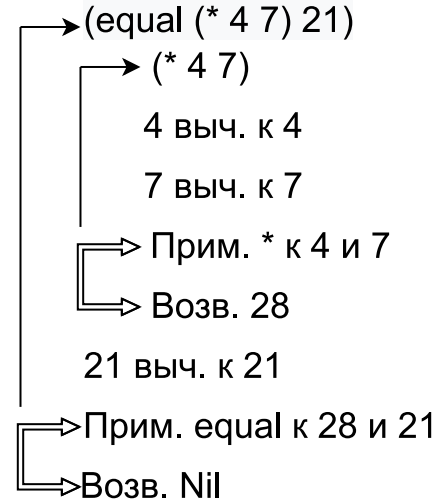 (equal (* 4 7) 21)
(* 4 7)
4 выч. к 4
7 выч. к 7
Прим. * к 4 и 7
Возв. 28
21 выч. к 21
Прим. equal к 28 и 21
Возв. Nil